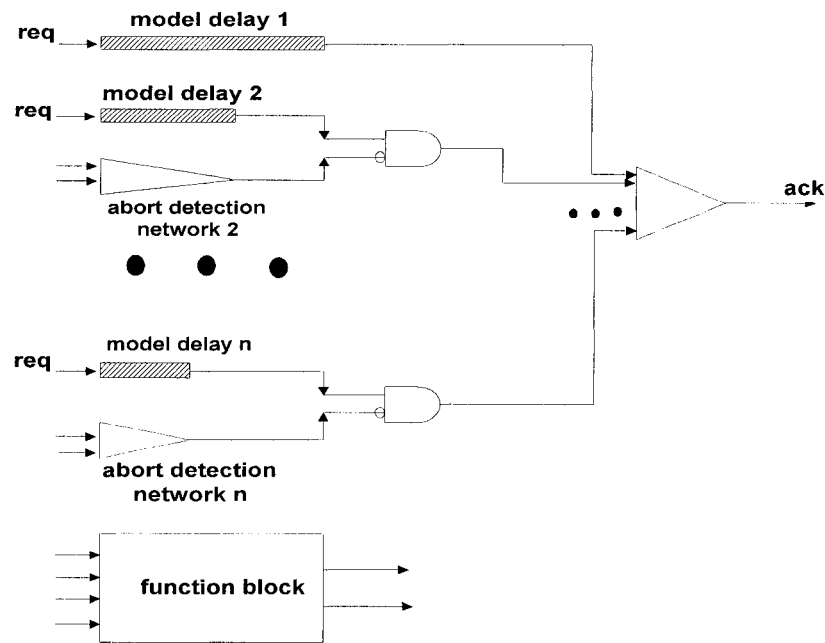 model delay 1
req
model delay 2
req
abort detection
network 2
ack
model delay n
req
abort detection
network n
function block